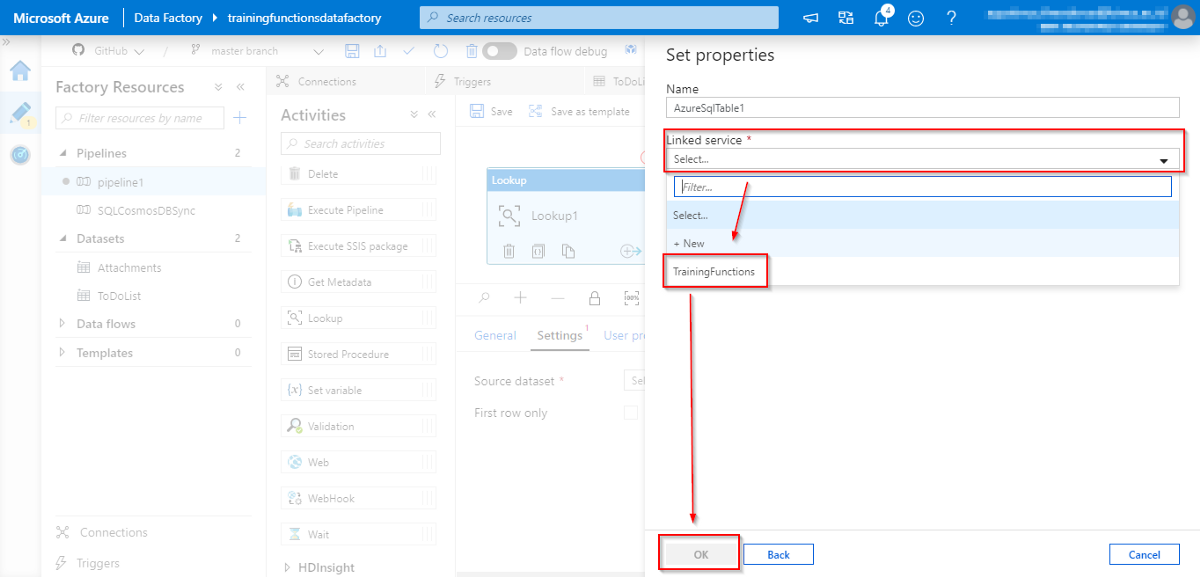 Microsoft Azure
Data Factory
trainingfunctionsdatafactory
Search resources
4
GitHub
/
master branch
Data flow debug
1
Factory Resources
Filter resources by name
Pipelines 2
pipeline1
SQLCosmosDBSync
Datasets 2
Attachments
ToDoList
Data flows 0
Templates 0
Connections
Triggers
Connections
Triggers
Activities
Search activities
Delete
Execute Pipeline
Execute SSIS package
Get Metadata
Lookup
Stored Procedure
Set variable
Validation
Web
WebHook
Wait
HDInsight
Save
Save as template
Lookup
Lookup1
100%
General
Settings 1
Source dataset *
First row only
Set properties
Name
AzureSqlTable1
Linked service *
Select...
Filter...
Select...
+ New
TrainingFunctions
OK
Back
Cancel